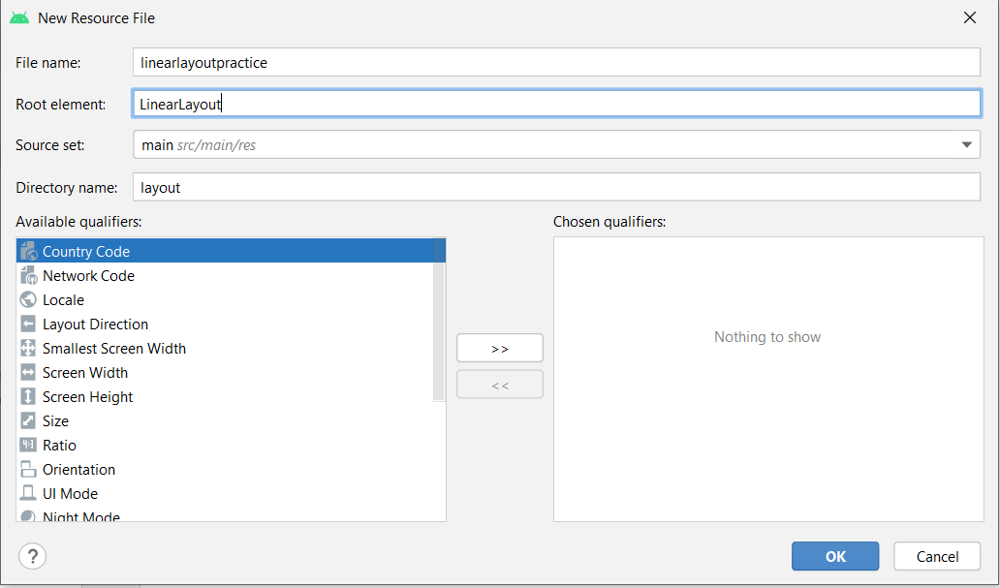 New Resource File
File name: linearlayoutpractice
Root element: LinearLayout
Source set: main src/main/res
Directory name: layout
Available qualifiers: Chosen qualifiers:
Country Code
Network Code
Locale
Layout Direction
Smallest Screen Width
Screen Width
Screen Height
Size
Ratio
Orientation
UI Mode
Night Mode
>>
<<
Nothing to show
?
OK Cancel